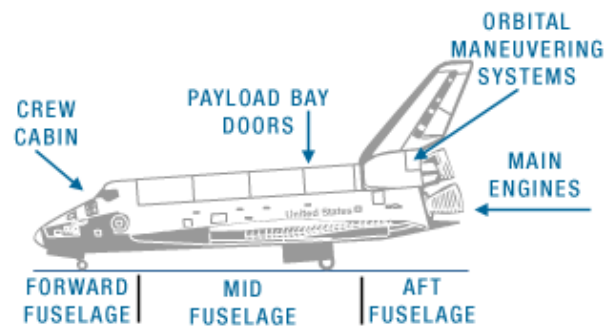 ORBITAL
MANEUVERING
SYSTEMS
PAYLOAD BAY
DOORS
CREW
CABIN
MAIN
ENGINES
United States
FORWARD
FUSELAGE
MID
FUSELAGE
AFT
FUSELAGE